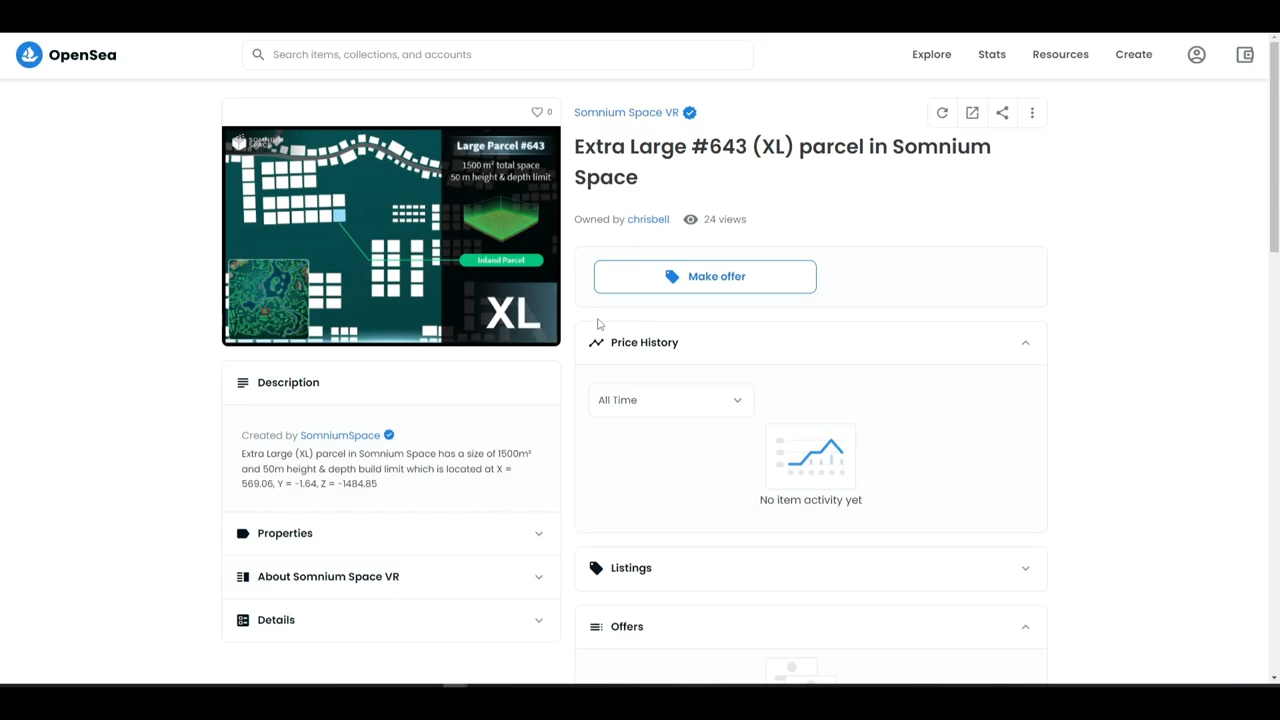 OpenSea
Search items, collections, and accounts
Explore
Stats
Resources
Create
0
Large Parcel #643
1500 m² total space
50 m height & depth limit
Inland Parcel
XL
Somnium Space VR
Extra Large #643 (XL) parcel in Somnium
Space
Owned by chrisbell
24 views
Make offer
Price History
All Time
No item activity yet
Description
Created by SomniumSpace
Extra Large (XL) parcel in Somnium Space has a size of 1500m²
and 50m height & depth build limit which is located at X =
569.06, Y = -1.64, Z = -1484.85
Properties
About Somnium Space VR
Details
Listings
Offers